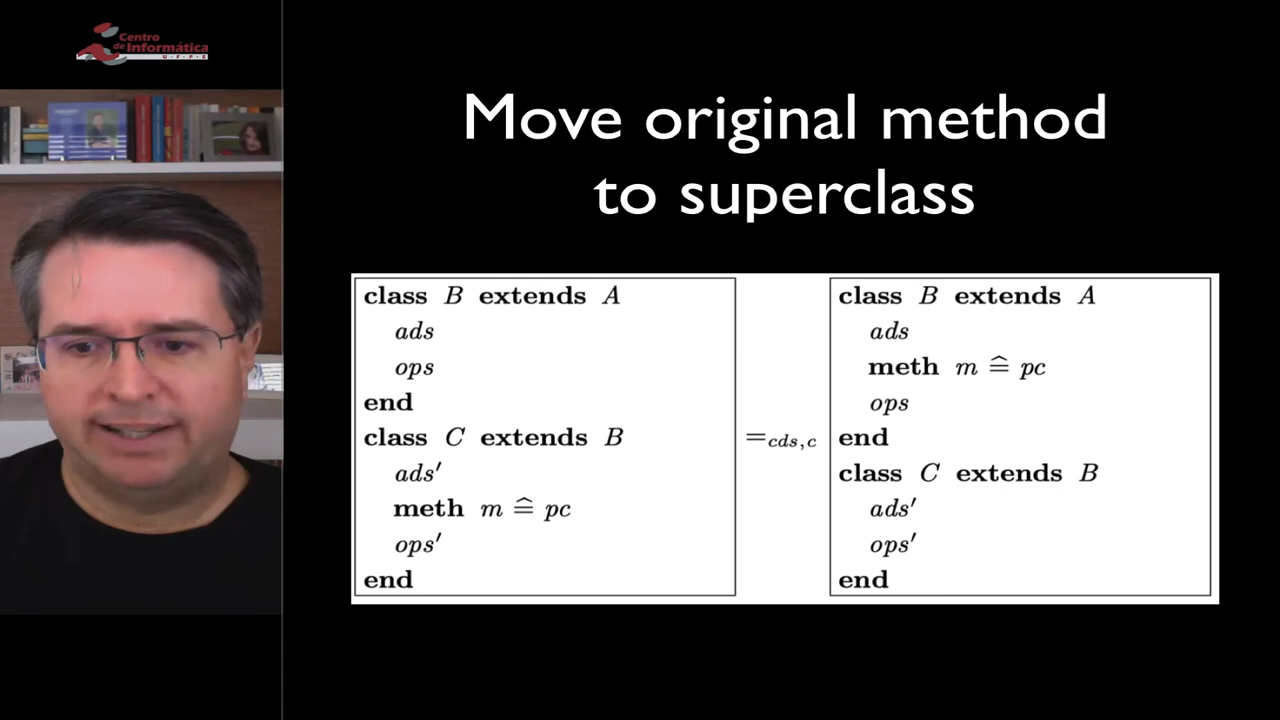 Centro
de Informática
U·F·P·E
Move original method
to superclass
class B extends A
ads
ops
end
class C extends B
ads′
meth m ≙ pc
ops′
end
=cds,c
class B extends A
ads
meth m ≙ pc
ops
end
class C extends B
ads′
ops′
end